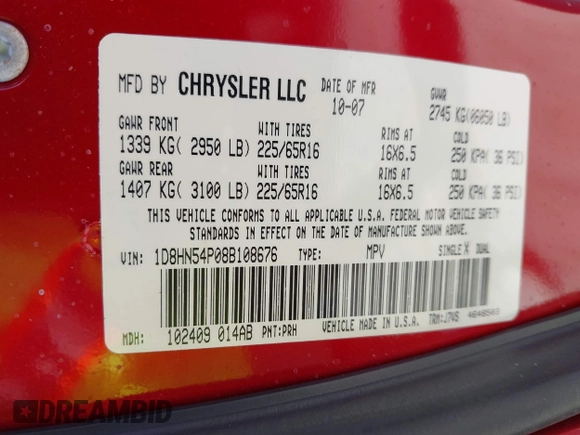 MFD BY CHRYSLER LLC DATE OF MFR 10-07 GVWR 2745 KG(06050 LB)
GAWR FRONT WITH TIRES RIMS AT COLD
1339 KG( 2950 LB) 225/65R16 16X6.5 250 KPA( 36 PSI)
GAWR REAR WITH TIRES RIMS AT COLD
1407 KG( 3100 LB) 225/65R16 16X6.5 250 KPA( 36 PSI)
THIS VEHICLE CONFORMS TO ALL APPLICABLE U.S.A. FEDERAL MOTOR VEHICLE SAFETY
STANDARDS IN EFFECT ON THE DATE OF MANUFACTURE SHOWN ABOVE.
VIN: 1D8HN54P08B108676 TYPE: MPV SINGLE X DUAL
MDH: 102409 014AB PNT:PRH VEHICLE MADE IN U.S.A. TRM:J7W5
DREAMBID